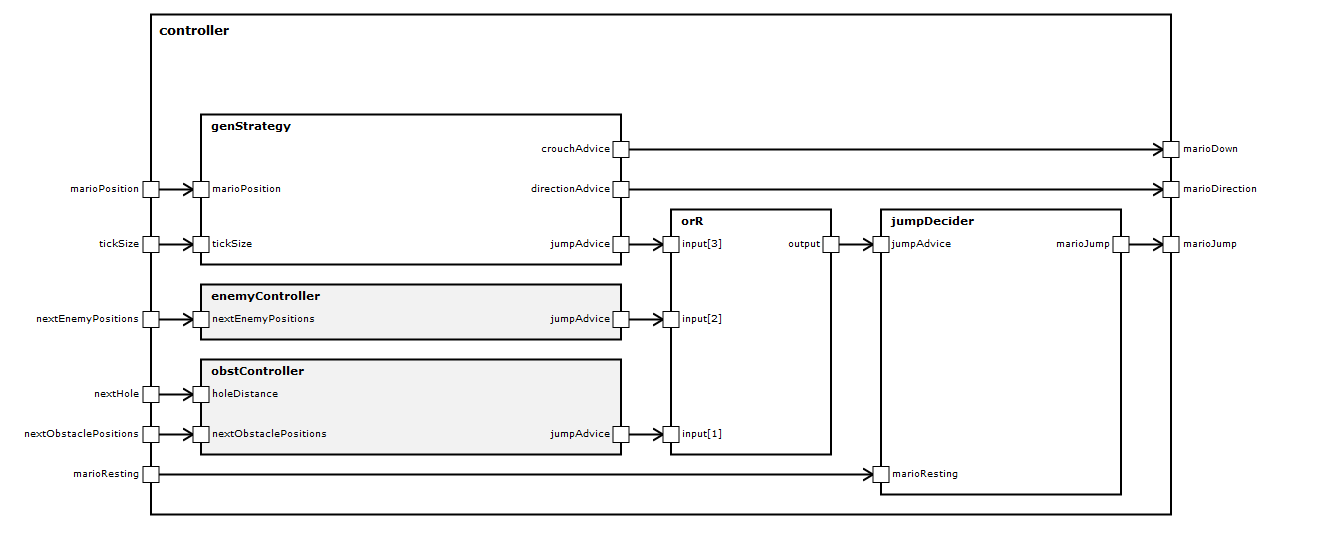 controller
genStrategy
crouchAdvice
marioDown
marioPosition
marioPosition
directionAdvice
marioDirection
orR
jumpDecider
tickSize
tickSize
jumpAdvice
input[3]
output
jumpAdvice
marioJump
marioJump
enemyController
nextEnemyPositions
nextEnemyPositions
jumpAdvice
input[2]
obstController
nextHole
holeDistance
nextObstaclePositions
nextObstaclePositions
jumpAdvice
input[1]
marioResting
marioResting